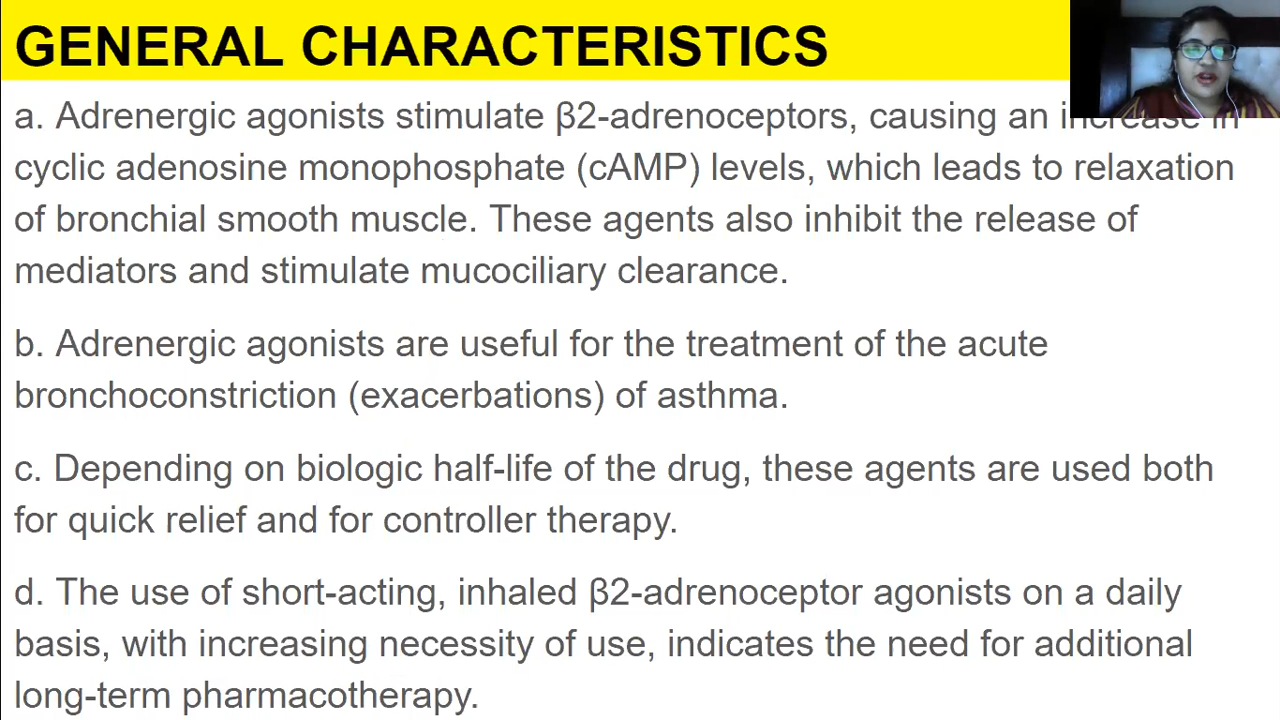 GENERAL CHARACTERISTICS
a. Adrenergic agonists stimulate β2-adrenoceptors, causing an increase in
cyclic adenosine monophosphate (cAMP) levels, which leads to relaxation
of bronchial smooth muscle. These agents also inhibit the release of
mediators and stimulate mucociliary clearance.
b. Adrenergic agonists are useful for the treatment of the acute
bronchoconstriction (exacerbations) of asthma.
c. Depending on biologic half-life of the drug, these agents are used both
for quick relief and for controller therapy.
d. The use of short-acting, inhaled β2-adrenoceptor agonists on a daily
basis, with increasing necessity of use, indicates the need for additional
long-term pharmacotherapy.